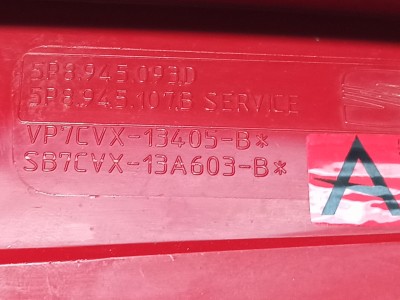 5P8.945.093.D
5P8.945.107.B SERVICE
VP7CVX-13405-B*
SB7CVX-13A603-B*
A